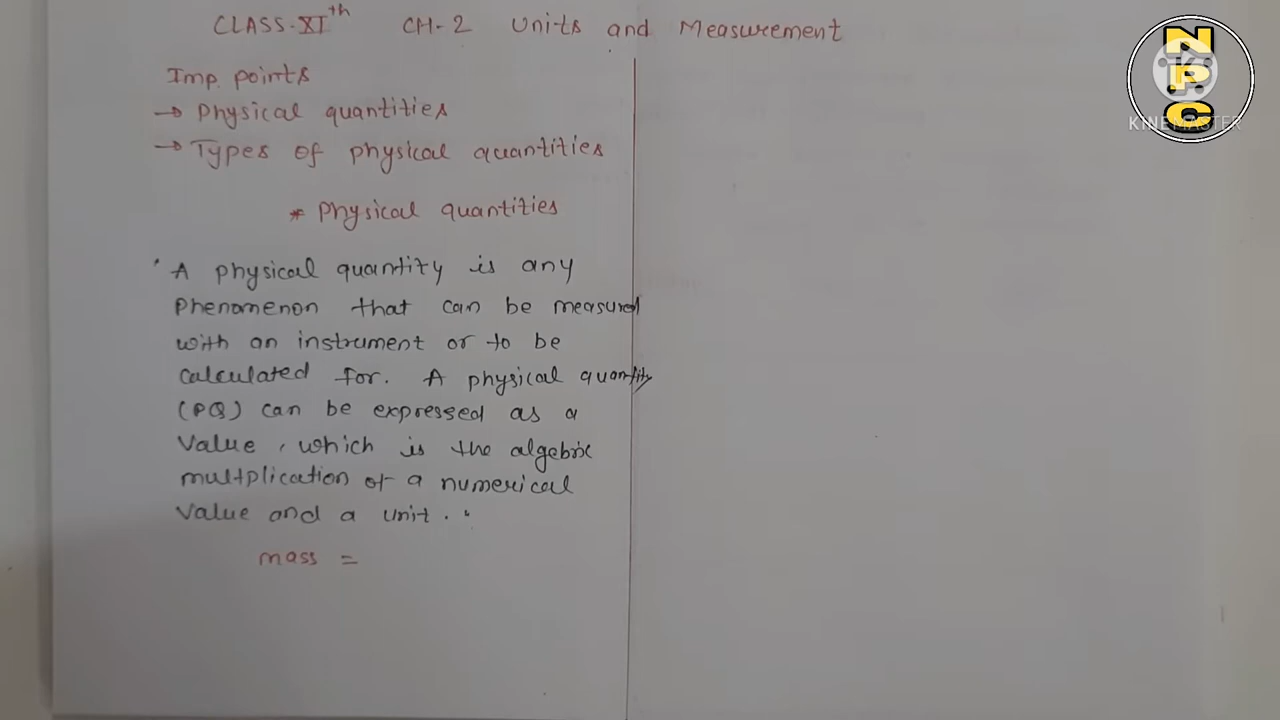 CLASS-XIth CH-2 Units and Measurement
Imp. points
→ Physical quantities
→ Types of physical quantities
* Physical quantities
" A physical quantity is any
Phenomenon that can be measured
with an instrument or to be
calculated for. A physical quantity
(PQ) can be expressed as a
Value, which is the algebric
multplication of a numerical
Value and a unit. "
mass =
NPC
KINEMASTER